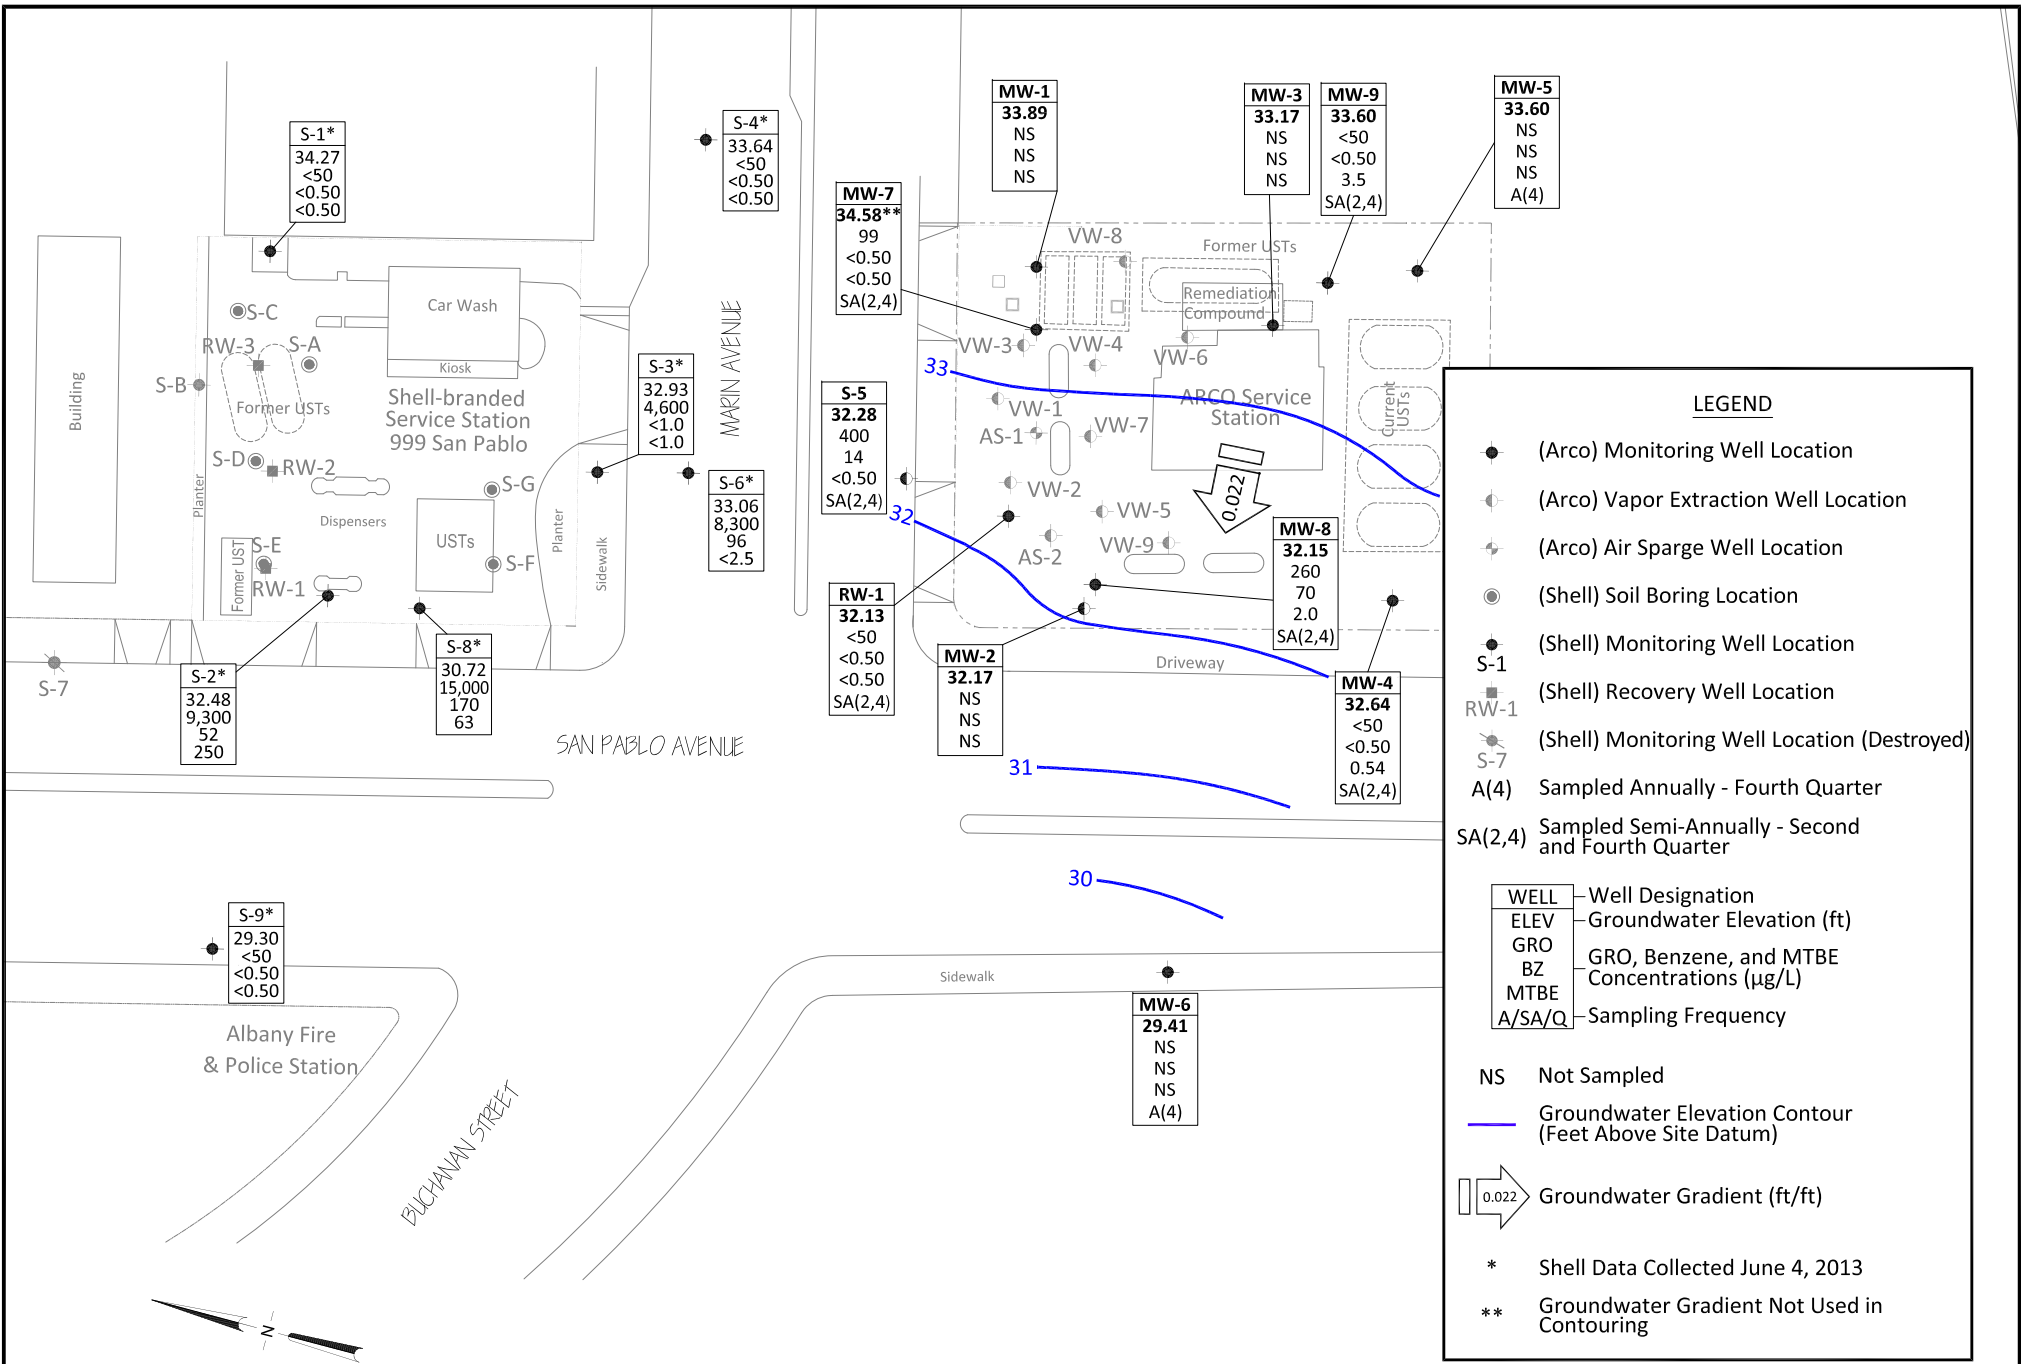 S-1*
34.27
<50
<0.50
<0.50
S-4*
33.64
<50
<0.50
<0.50
MW-1
33.89
NS
NS
NS
MW-3
33.17
NS
NS
NS
MW-9
33.60
<50
<0.50
3.5
SA(2,4)
MW-5
33.60
NS
NS
NS
A(4)
MW-7
34.58**
99
<0.50
<0.50
SA(2,4)
VW-8
Former USTs
Remediation
Compound
VW-3
VW-4
VW-6
33
ARCO Service
Station
Current
USTs
VW-1
AS-1
VW-7
VW-2
VW-5
AS-2
VW-9
0.022
Building
Planter
S-C
Car Wash
Kiosk
RW-3
S-A
S-B
Former USTs
Shell-branded
Service Station
999 San Pablo
S-D
RW-2
S-G
Dispensers
USTs
Planter
Sidewalk
Former UST
S-E
RW-1
S-F
MARIN AVENUE
S-3*
32.93
4,600
<1.0
<1.0
S-6*
33.06
8,300
96
<2.5
S-5
32.28
400
14
<0.50
SA(2,4)
32
RW-1
32.13
<50
<0.50
<0.50
SA(2,4)
MW-8
32.15
260
70
2.0
SA(2,4)
MW-2
32.17
NS
NS
NS
Driveway
MW-4
32.64
<50
<0.50
0.54
SA(2,4)
S-7
S-2*
32.48
9,300
52
250
S-8*
30.72
15,000
170
63
SAN PABLO AVENUE
31
30
S-9*
29.30
<50
<0.50
<0.50
Albany Fire
& Police Station
Sidewalk
MW-6
29.41
NS
NS
NS
A(4)
BUCHANAN STREET
N
LEGEND
(Arco) Monitoring Well Location
(Arco) Vapor Extraction Well Location
(Arco) Air Sparge Well Location
(Shell) Soil Boring Location
S-1 (Shell) Monitoring Well Location
RW-1 (Shell) Recovery Well Location
S-7 (Shell) Monitoring Well Location (Destroyed)
A(4) Sampled Annually - Fourth Quarter
SA(2,4) Sampled Semi-Annually - Second
and Fourth Quarter
WELL Well Designation
ELEV Groundwater Elevation (ft)
GRO
BZ
MTBE
GRO, Benzene, and MTBE
Concentrations (µg/L)
A/SA/Q Sampling Frequency
NS Not Sampled
Groundwater Elevation Contour
(Feet Above Site Datum)
0.022 Groundwater Gradient (ft/ft)
* Shell Data Collected June 4, 2013
** Groundwater Gradient Not Used in
Contouring